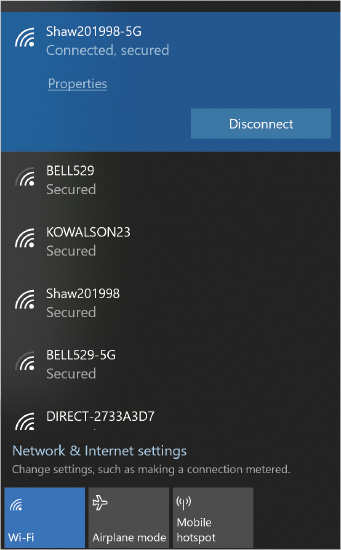 Shaw201998-5G
Connected, secured
Properties
Disconnect
BELL529
Secured
KOWALSON23
Secured
Shaw201998
Secured
BELL529-5G
Secured
DIRECT-2733A3D7
Network & Internet settings
Change settings, such as making a connection metered.
Wi-Fi
Airplane mode
Mobile
hotspot